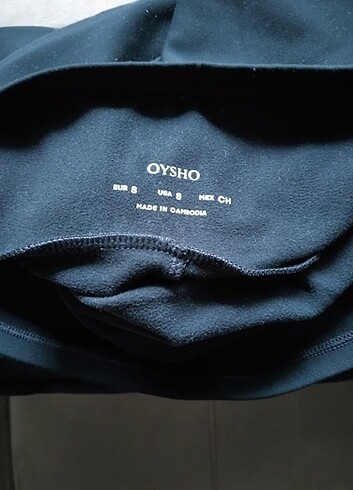 OYSHO
EUR S USA S MEX CH
MADE IN CAMBODIA